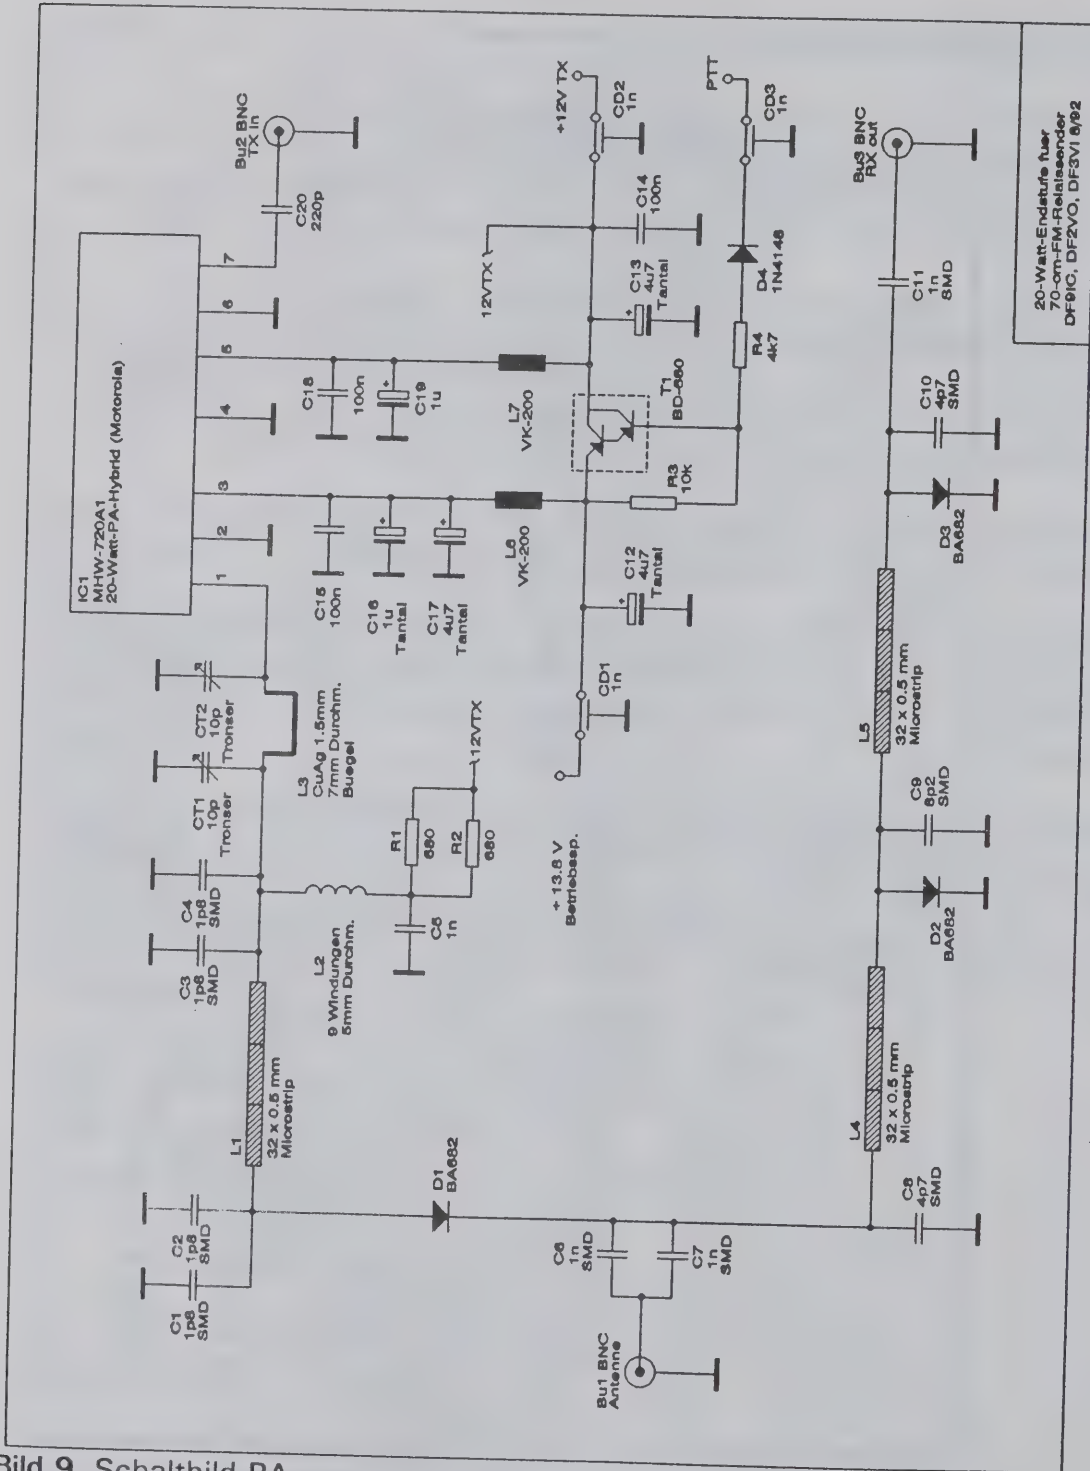 IC1
MHW-720A1
20-Watt-PA-Hybrid (Motorola)
1
2
3
4
5
6
7
Bu2 BNC
TX in
C20
220p
C18
100n
C19
1u
L7
VK-200
C15
100n
C16
1u
Tantal
C17
4u7
Tantal
L6
VK-200
CT2
10p
Tronser
CT1
10p
Tronser
L3
CuAg 1.5mm
7mm Durchm.
Buegel
C4
1p8
SMD
C3
1p8
SMD
L2
9 Windungen
5mm Durchm.
R1
680
R2
680
12VTX
C5
1n
L1
32 x 0.5 mm
Microstrip
C2
1p8
SMD
C1
1p8
SMD
D1
BA682
+12V TX
CD2
1n
12VTX
C14
100n
C13
4u7
Tantal
T1
BD-680
R3
10k
R4
4k7
D4
1N4148
PTT
CD3
1n
C12
4u7
Tantal
CD1
1n
+ 13.8 V
Betriebssp.
Bu1 BNC
Antenne
C6
1n
SMD
C7
1n
SMD
C8
4p7
SMD
L4
32 x 0.5 mm
Microstrip
D2
BA682
C9
8p2
SMD
L5
32 x 0.5 mm
Microstrip
D3
BA682
C10
4p7
SMD
C11
1n
SMD
Bu3 BNC
RX out
20-Watt-Endstufe fuer
70-cm-FM-Relaissender
DF9IC, DF2VO, DF3VI 8/92
Bild 9 Schaltbild PA